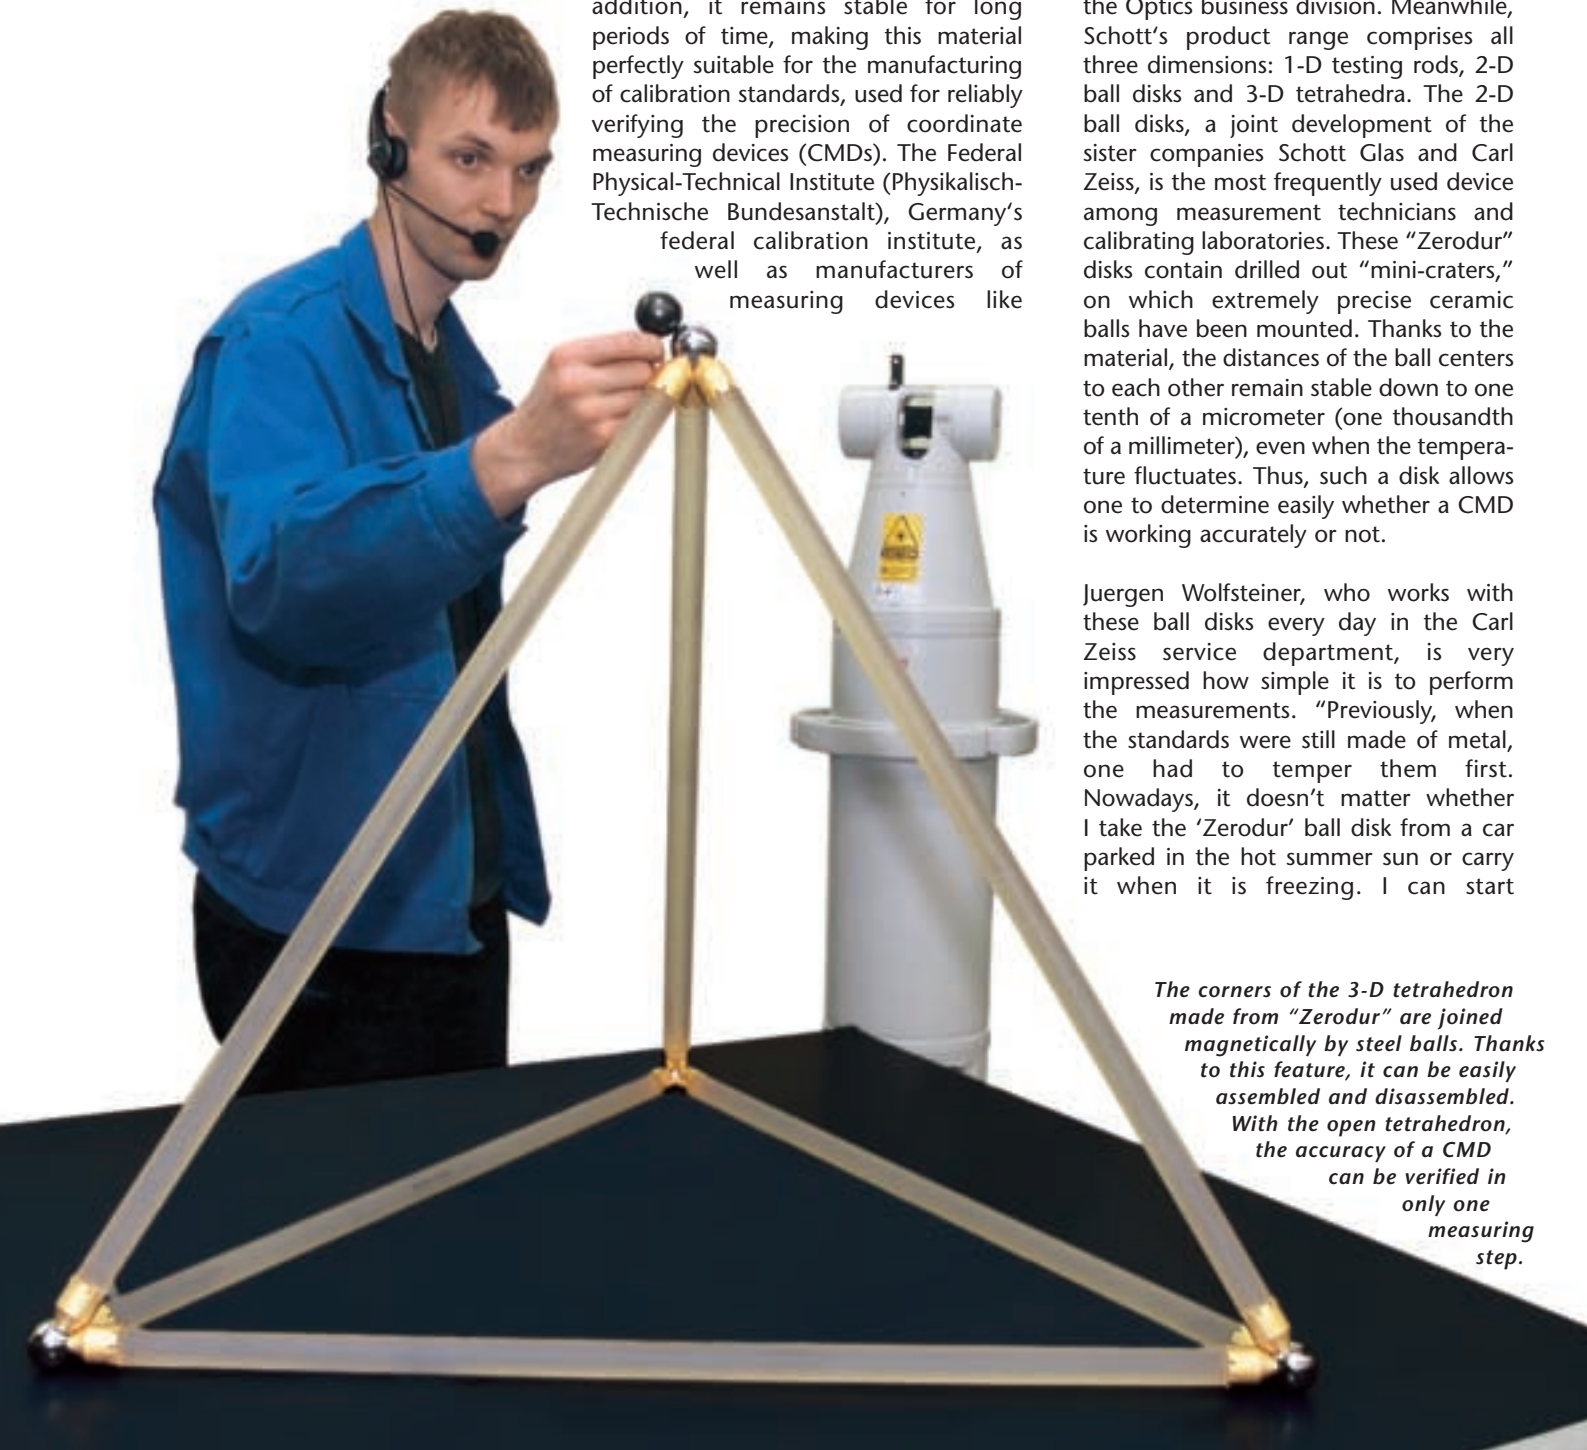 addition, it remains stable for long
periods of time, making this material
perfectly suitable for the manufacturing
of calibration standards, used for reliably
verifying the precision of coordinate
measuring devices (CMDs). The Federal
Physical-Technical Institute (Physikalisch-
Technische Bundesanstalt), Germany‘s
federal calibration institute, as
well as manufacturers of
measuring devices like
the Optics business division. Meanwhile,
Schott‘s product range comprises all
three dimensions: 1-D testing rods, 2-D
ball disks and 3-D tetrahedra. The 2-D
ball disks, a joint development of the
sister companies Schott Glas and Carl
Zeiss, is the most frequently used device
among measurement technicians and
calibrating laboratories. These “Zerodur”
disks contain drilled out “mini-craters,”
on which extremely precise ceramic
balls have been mounted. Thanks to the
material, the distances of the ball centers
to each other remain stable down to one
tenth of a micrometer (one thousandth
of a millimeter), even when the tempera-
ture fluctuates. Thus, such a disk allows
one to determine easily whether a CMD
is working accurately or not.
Juergen Wolfsteiner, who works with
these ball disks every day in the Carl
Zeiss service department, is very
impressed how simple it is to perform
the measurements. “Previously, when
the standards were still made of metal,
one had to temper them first.
Nowadays, it doesn’t matter whether
I take the ‘Zerodur’ ball disk from a car
parked in the hot summer sun or carry
it when it is freezing. I can start
The corners of the 3-D tetrahedron
made from “Zerodur” are joined
magnetically by steel balls. Thanks
to this feature, it can be easily
assembled and disassembled.
With the open tetrahedron,
the accuracy of a CMD
can be verified in
only one
measuring
step.